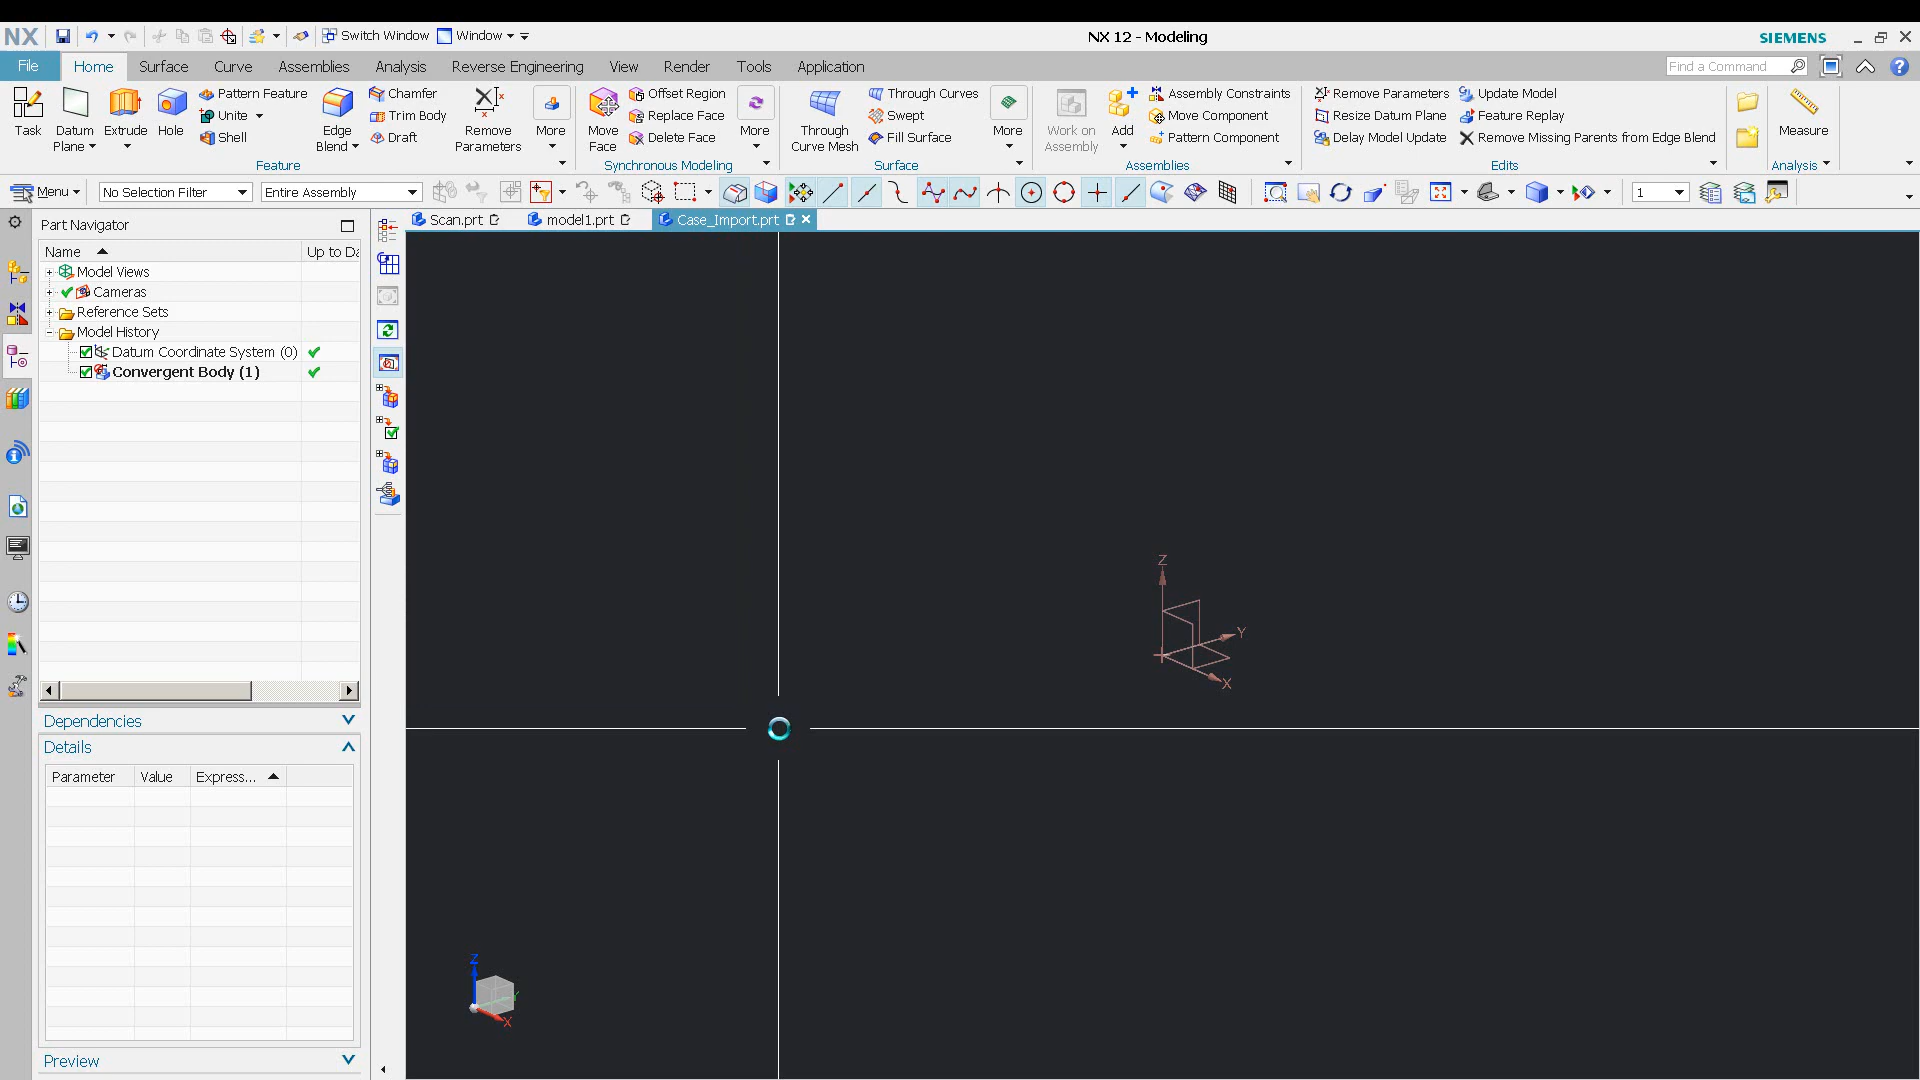 NX Switch Window Window NX 12 - Modeling SIEMENS
File Home Surface Curve Assemblies Analysis Reverse Engineering View Render Tools Application Find a Command
Pattern Feature Chamfer Offset Region Through Curves Assembly Constraints Remove Parameters Update Model
Unite Trim Body Replace Face Swept Move Component Resize Datum Plane Feature Replay
Task Datum Extrude Hole Edge Remove More Move More Through More Work on Add Measure
Plane Shell Blend Draft Parameters Face Delete Face Curve Mesh Fill Surface Assembly Pattern Component Delay Model Update Remove Missing Parents from Edge Blend
Feature Synchronous Modeling Surface Assemblies Edits Analysis
Menu No Selection Filter Entire Assembly 1
Part Navigator Scan.prt model1.prt Case_Import.prt
Name Up to Da
Model Views
Cameras
Reference Sets
Model History
Datum Coordinate System (0)
Convergent Body (1)
Z
Y
X
Dependencies
Details
Parameter Value Express...
Z
Y
X
Preview